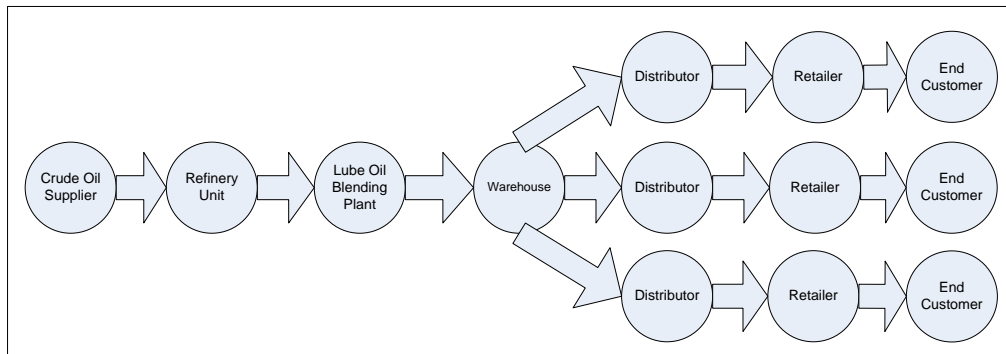 Distributor
Retailer
End
Customer
Crude Oil
Supplier
Refinery
Unit
Lube Oil
Blending
Plant
Warehouse
Distributor
Retailer
End
Customer
Distributor
Retailer
End
Customer